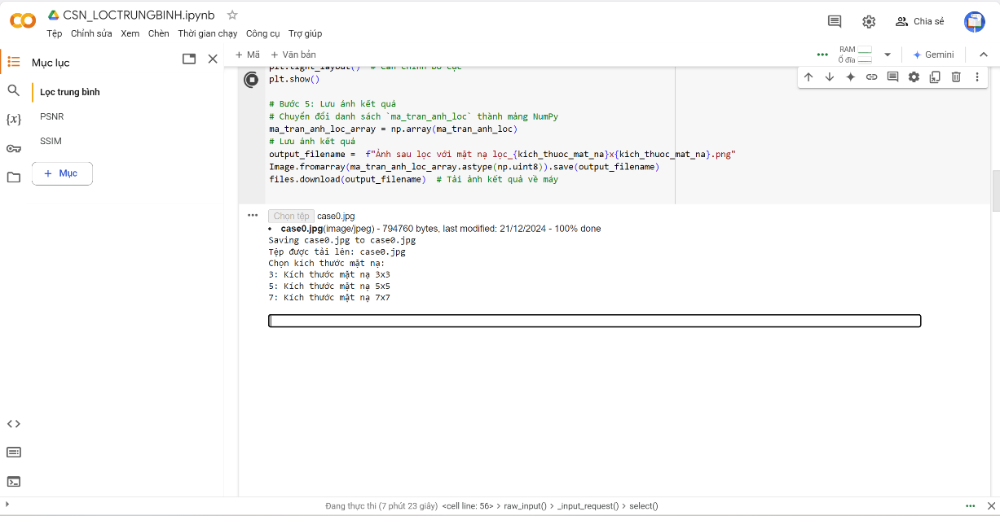 CSN_LOCTRUNGBINH.ipynb
Tệp Chỉnh sửa Xem Chèn Thời gian chạy Công cụ Trợ giúp
Chia sẻ
Mục lục
+ Mã + Văn bản
RAM
Ổ đĩa
Gemini
Lọc trung bình
PSNR
SSIM
+ Mục
plt.tight_layout() # Căn chỉnh bố cục
plt.show()
# Bước 5: Lưu ảnh kết quả
# Chuyển đổi danh sách `ma_tran_anh_loc` thành mảng NumPy
ma_tran_anh_loc_array = np.array(ma_tran_anh_loc)
# Lưu ảnh kết quả
output_filename = f"Ảnh sau lọc với mặt nạ lọc_{kich_thuoc_mat_na}x{kich_thuoc_mat_na}.png"
Image.fromarray(ma_tran_anh_loc_array.astype(np.uint8)).save(output_filename)
files.download(output_filename) # Tải ảnh kết quả về máy
Chọn tệp case0.jpg
• case0.jpg(image/jpeg) - 794760 bytes, last modified: 21/12/2024 - 100% done
Saving case0.jpg to case0.jpg
Tệp được tải lên: case0.jpg
Chọn kích thước mặt nạ:
3: Kích thước mặt nạ 3x3
5: Kích thước mặt nạ 5x5
7: Kích thước mặt nạ 7x7
Đang thực thi (7 phút 23 giây) <cell line: 56> > raw_input() > _input_request() > select()